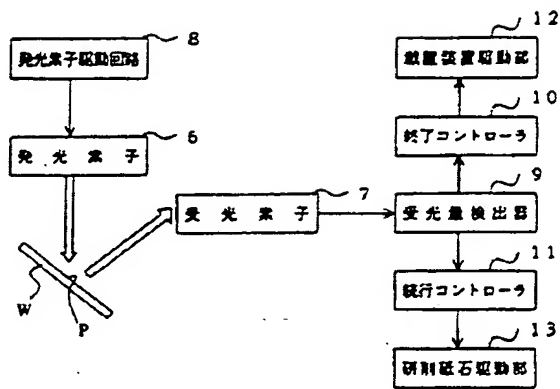 8
発光素子駆動回路
6
発光素子
7
受光素子
W
P
12
載置装置駆動部
10
終了コントローラ
9
受光量検出器
11
続行コントローラ
13
研削砥石駆動部